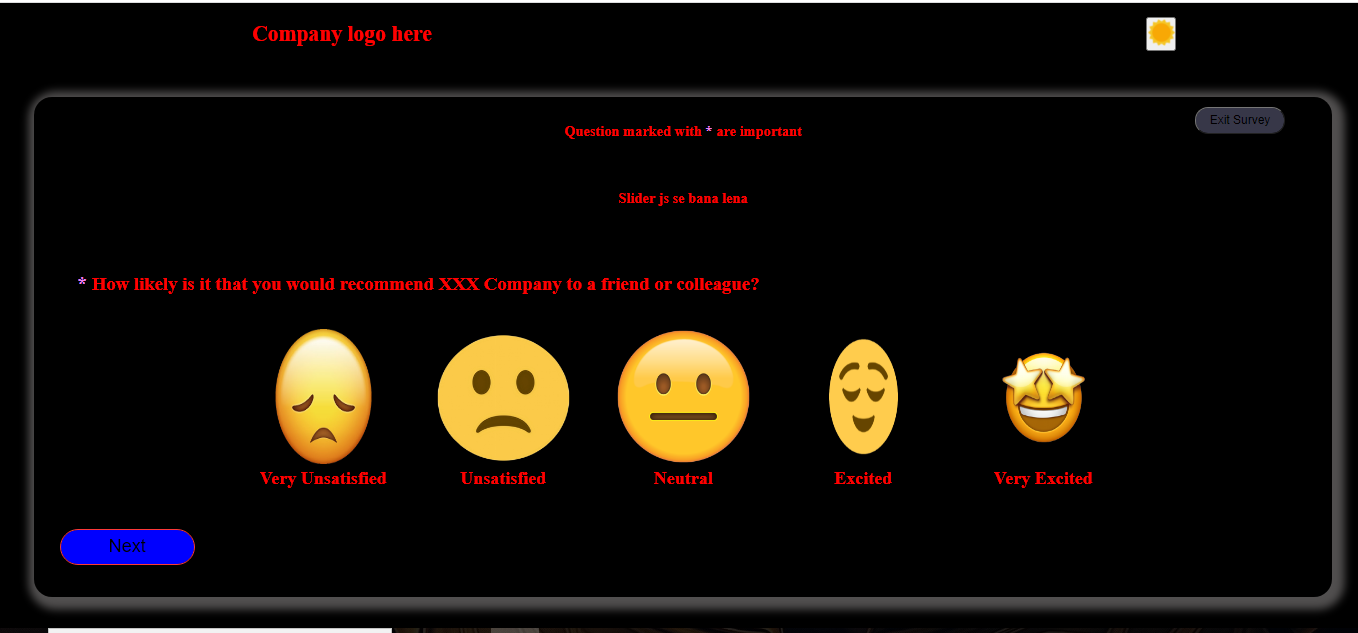 Company logo here
Exit Survey
Question marked with * are important
Slider js se bana lena
* How likely is it that you would recommend XXX Company to a friend or colleague?
Very Unsatisfied Unsatisfied Neutral Excited Very Excited
Next